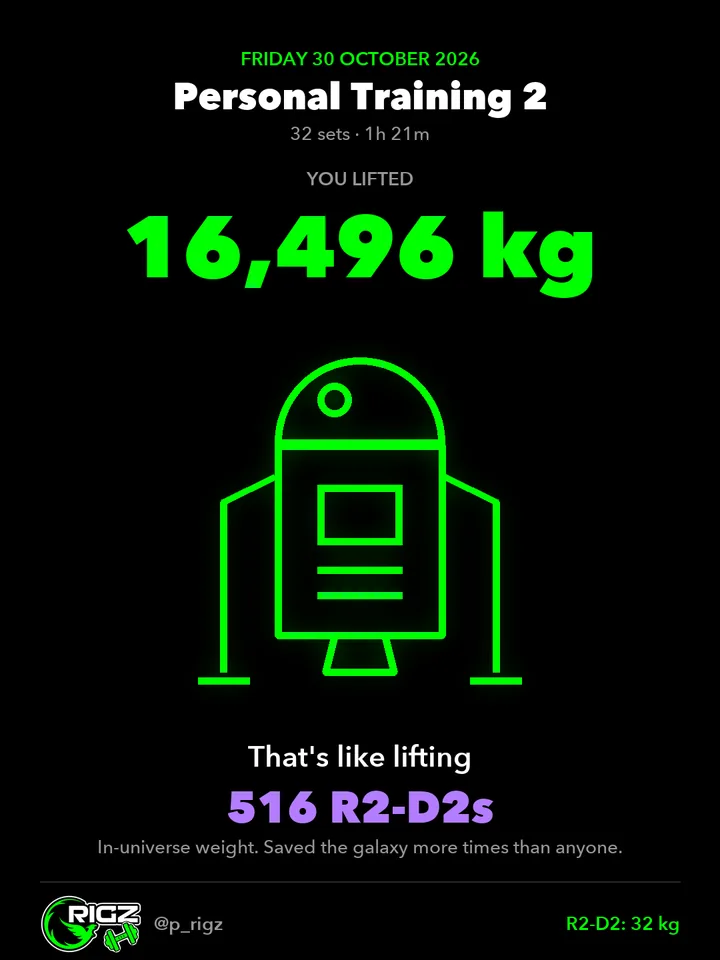 FRIDAY 30 OCTOBER 2026
Personal Training 2
32 sets · 1h 21m
YOU LIFTED
16,496 kg
That's like lifting
516 R2-D2s
In-universe weight. Saved the galaxy more times than anyone.
RIGZ @p_rigz R2-D2: 32 kg